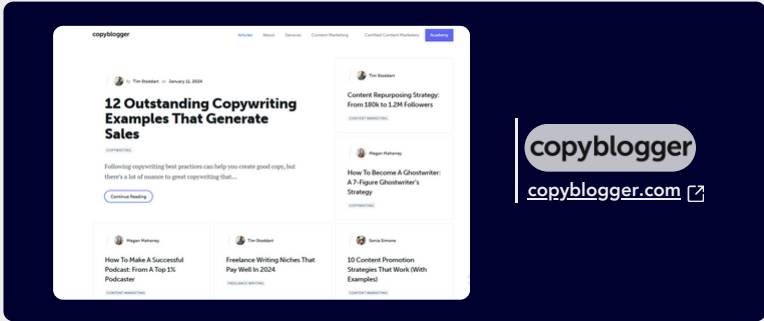 copyblogger
Articles About Services Content Marketing Certified Content Marketers Academy
by Tim Stoddart on January 11, 2024
12 Outstanding Copywriting
Examples That Generate
Sales
COPYWRITING
Following copywriting best practices can help you create good copy, but
there's a lot of nuance to great copywriting that...
Continue Reading
Tim Stoddart
Content Repurposing Strategy:
From 180k to 1.2M Followers
CONTENT MARKETING
Megan Mahoney
How To Become A Ghostwriter:
A 7-Figure Ghostwriter's
Strategy
COPYWRITING
Megan Mahoney
How To Make A Successful
Podcast: From A Top 1%
Podcaster
CONTENT MARKETING
Tim Stoddart
Freelance Writing Niches That
Pay Well In 2024
FREELANCE WRITING
Sonia Simone
10 Content Promotion
Strategies That Work (With
Examples)
CONTENT MARKETING
copyblogger
copyblogger.com